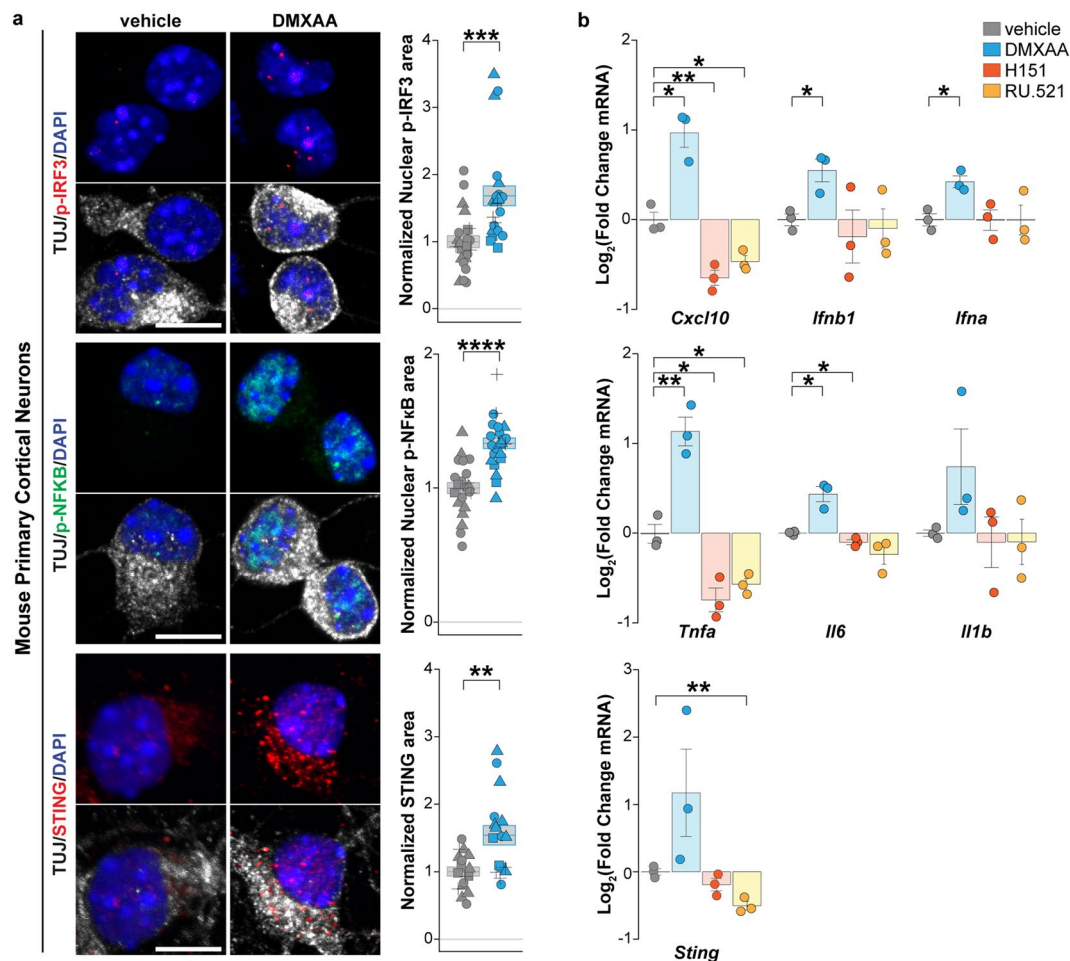 a
vehicle
DMXAA
Mouse Primary Cortical Neurons
TUJ/p-IRF3/DAPI
Normalized Nuclear p-IRF3 area
***
4
3
2
1
0
TUJ/p-NFKB/DAPI
Normalized Nuclear p-NFκB area
****
2
1
0
TUJ/STING/DAPI
Normalized STING area
**
4
3
2
1
0
b
vehicle
DMXAA
H151
RU.521
Log2(Fold Change mRNA)
2
1
0
-1
*
**
*
*
*
Cxcl10
Ifnb1
Ifna
Log2(Fold Change mRNA)
2
1
0
-1
*
*
**
*
*
Tnfa
Il6
Il1b
Log2(Fold Change mRNA)
3
2
1
0
-1
**
Sting